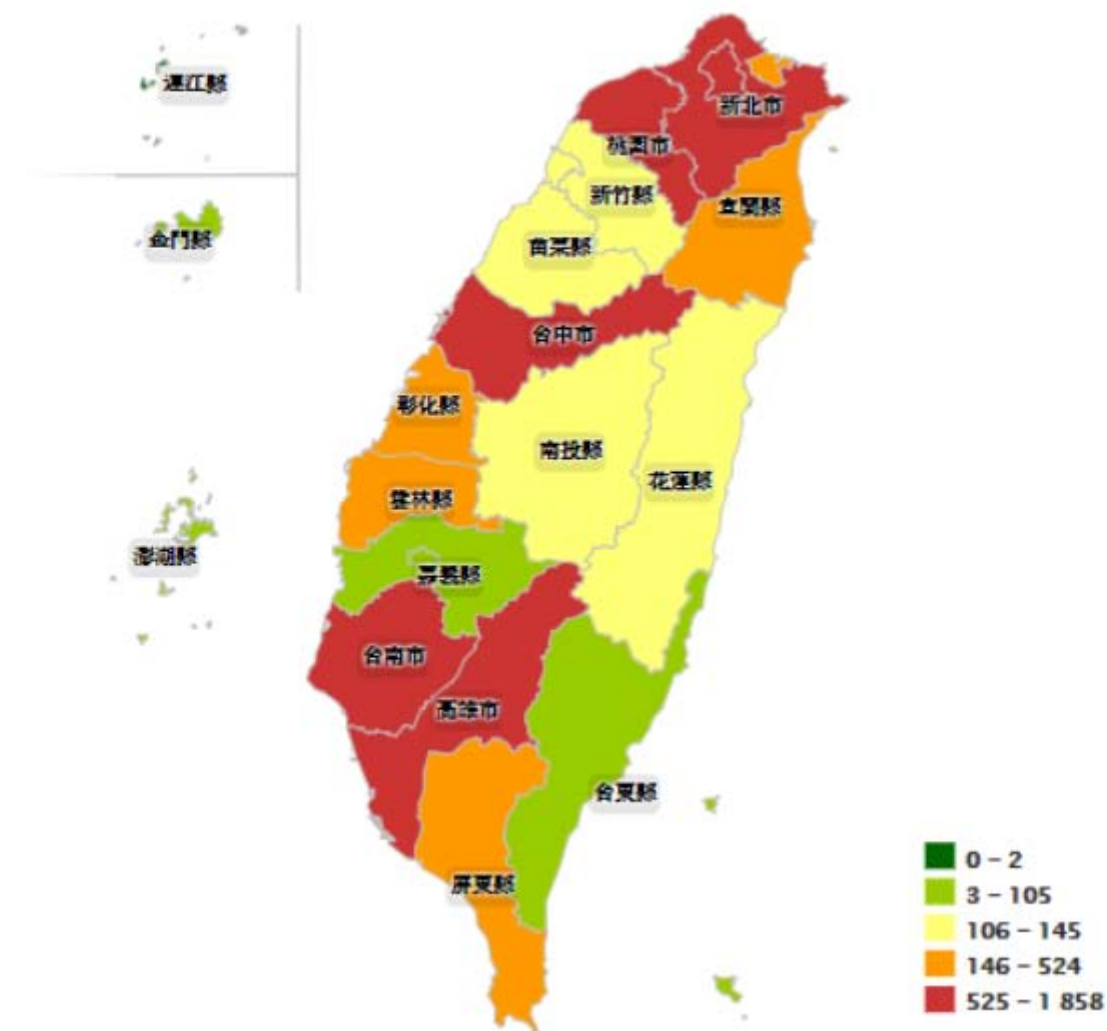 連江縣
新北市
桃園市
新竹縣
宜蘭縣
金門縣
苗栗縣
台中市
彰化縣
南投縣
花蓮縣
雲林縣
澎湖縣
嘉義縣
台南市
高雄市
台東縣
屏東縣
0 – 2
3 – 105
106 – 145
146 – 524
525 – 1 858